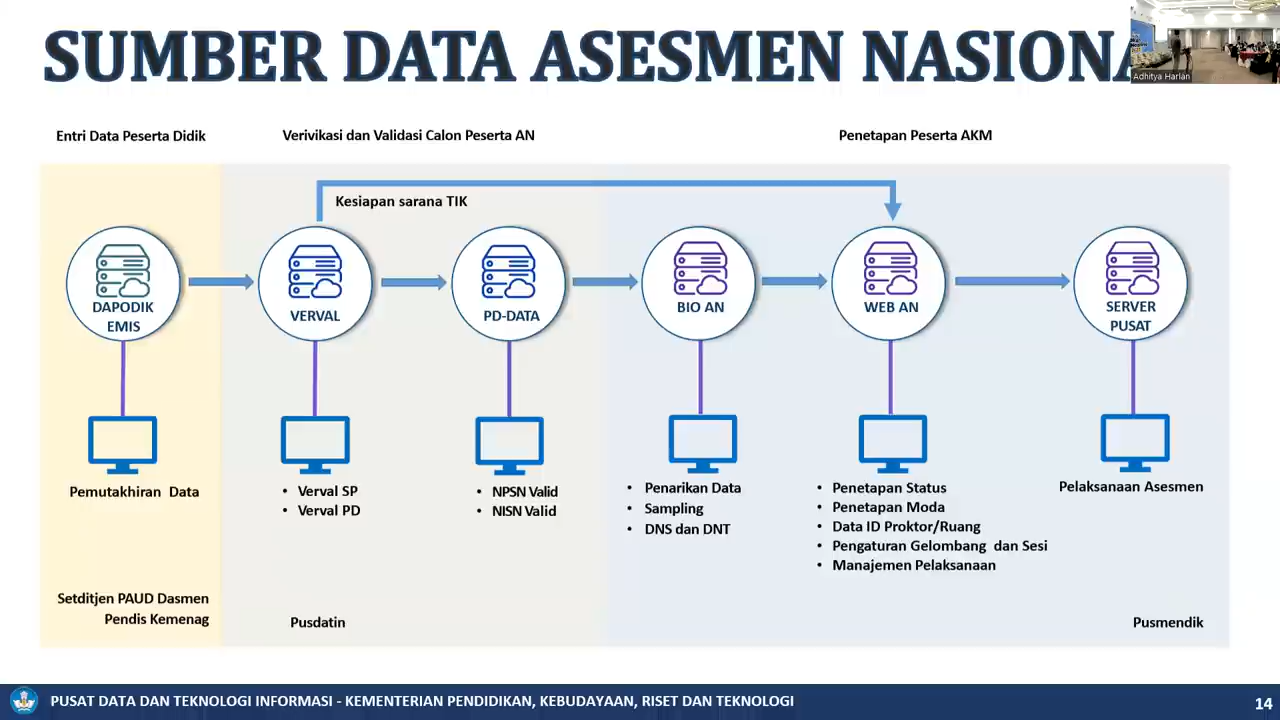 SUMBER DATA ASESMEN NASIONA
Adhitya Harlan
Entri Data Peserta Didik
Verivikasi dan Validasi Calon Peserta AN
Penetapan Peserta AKM
Kesiapan sarana TIK
DAPODIK
EMIS
VERVAL
PD-DATA
BIO AN
WEB AN
SERVER
PUSAT
Pemutakhiran Data
• Verval SP
• Verval PD
• NPSN Valid
• NISN Valid
• Penarikan Data
• Sampling
• DNS dan DNT
• Penetapan Status
• Penetapan Moda
• Data ID Proktor/Ruang
• Pengaturan Gelombang dan Sesi
• Manajemen Pelaksanaan
Pelaksanaan Asesmen
Setditjen PAUD Dasmen
Pendis Kemenag
Pusdatin
Pusmendik
PUSAT DATA DAN TEKNOLOGI INFORMASI - KEMENTERIAN PENDIDIKAN, KEBUDAYAAN, RISET DAN TEKNOLOGI
14